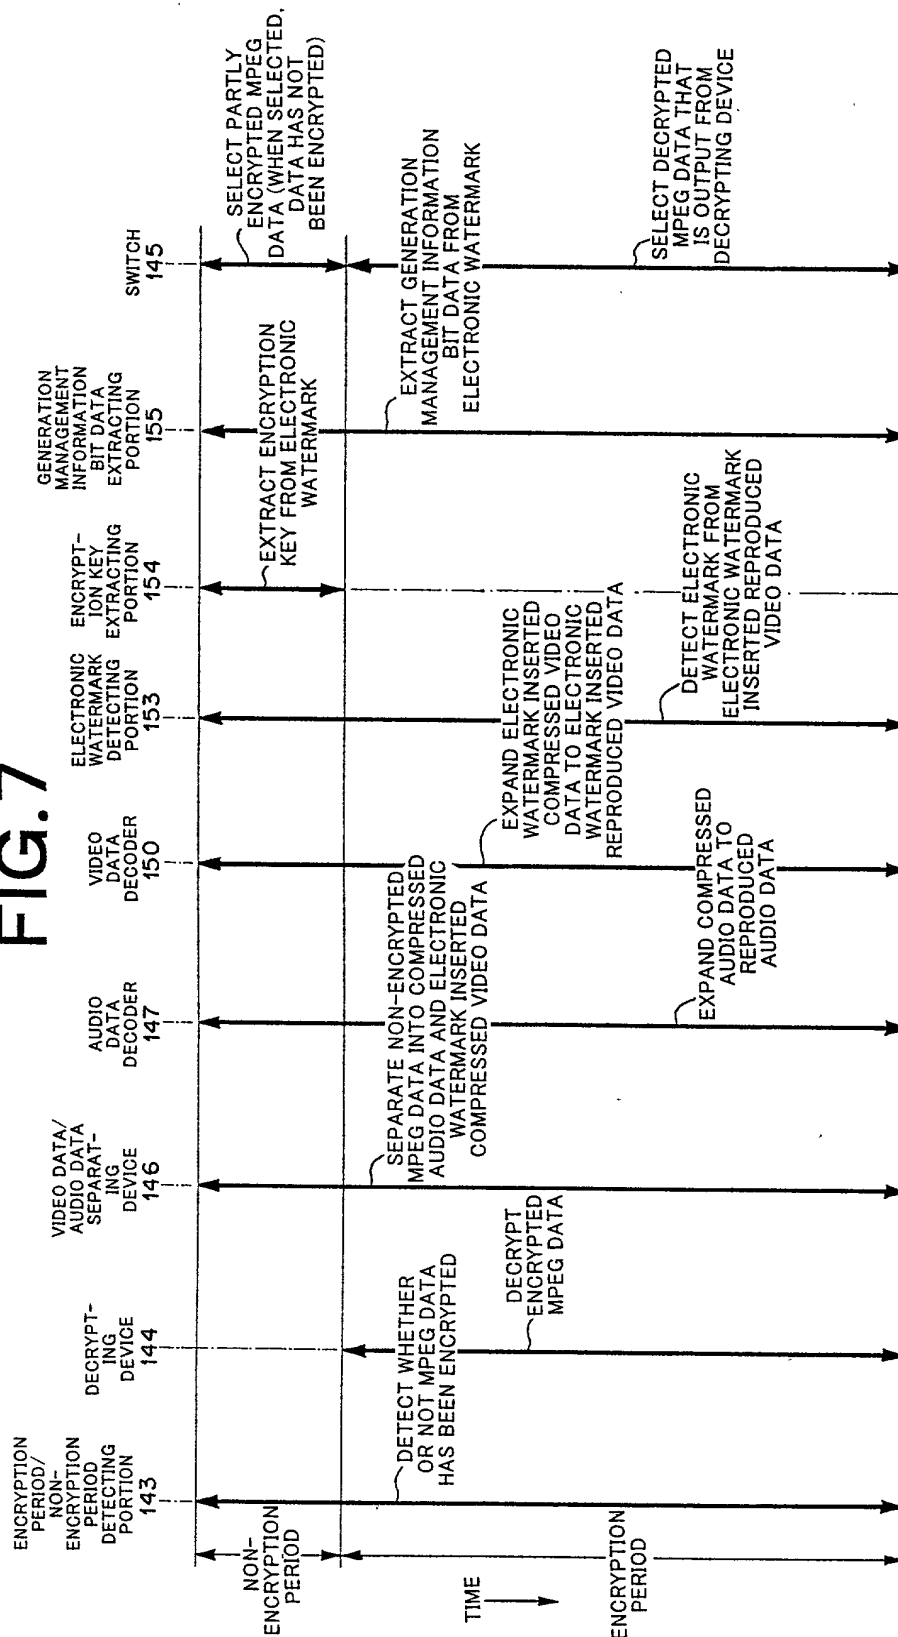 FIG.7
ENCRYPTION
PERIOD/
NON-
ENCRYPTION
PERIOD
DETECTING
PORTION
143
DECRYPT-
ING
DEVICE
144
VIDEO DATA/
AUDIO DATA
SEPARAT-
ING
DEVICE
146
AUDIO
DATA
DECODER
147
VIDEO
DATA
DECODER
150
ELECTRONIC
WATERMARK
DETECTING
PORTION
153
ENCRYPT-
ION KEY
EXTRACTING
PORTION
154
GENERATION
MANAGEMENT
INFORMATION
BIT DATA
EXTRACTING
PORTION
155
SWITCH
145
NON-
ENCRYPTION
PERIOD
EXTRACT ENCRYPTION
KEY FROM ELECTRONIC
WATERMARK
SELECT PARTLY
ENCRYPTED MPEG
DATA (WHEN SELECTED,
DATA HAS NOT
BEEN ENCRYPTED)
TIME
ENCRYPTION
PERIOD
DETECT WHETHER
OR NOT MPEG DATA
HAS BEEN ENCRYPTED
DECRYPT
ENCRYPTED
MPEG DATA
SEPARATE NON-ENCRYPTED
MPEG DATA INTO COMPRESSED
AUDIO DATA AND ELECTRONIC
WATERMARK INSERTED
COMPRESSED VIDEO DATA
EXPAND COMPRESSED
AUDIO DATA TO
REPRODUCED
AUDIO DATA
EXPAND ELECTRONIC
WATERMARK INSERTED
COMPRESSED VIDEO
DATA TO ELECTRONIC
WATERMARK INSERTED
REPRODUCED VIDEO DATA
DETECT ELECTRONIC
WATERMARK FROM
ELECTRONIC WATERMARK
INSERTED REPRODUCED
VIDEO DATA
EXTRACT GENERATION
MANAGEMENT INFORMATION
BIT DATA FROM
ELECTRONIC WATERMARK
SELECT DECRYPTED
MPEG DATA THAT
IS OUTPUT FROM
DECRYPTING DEVICE